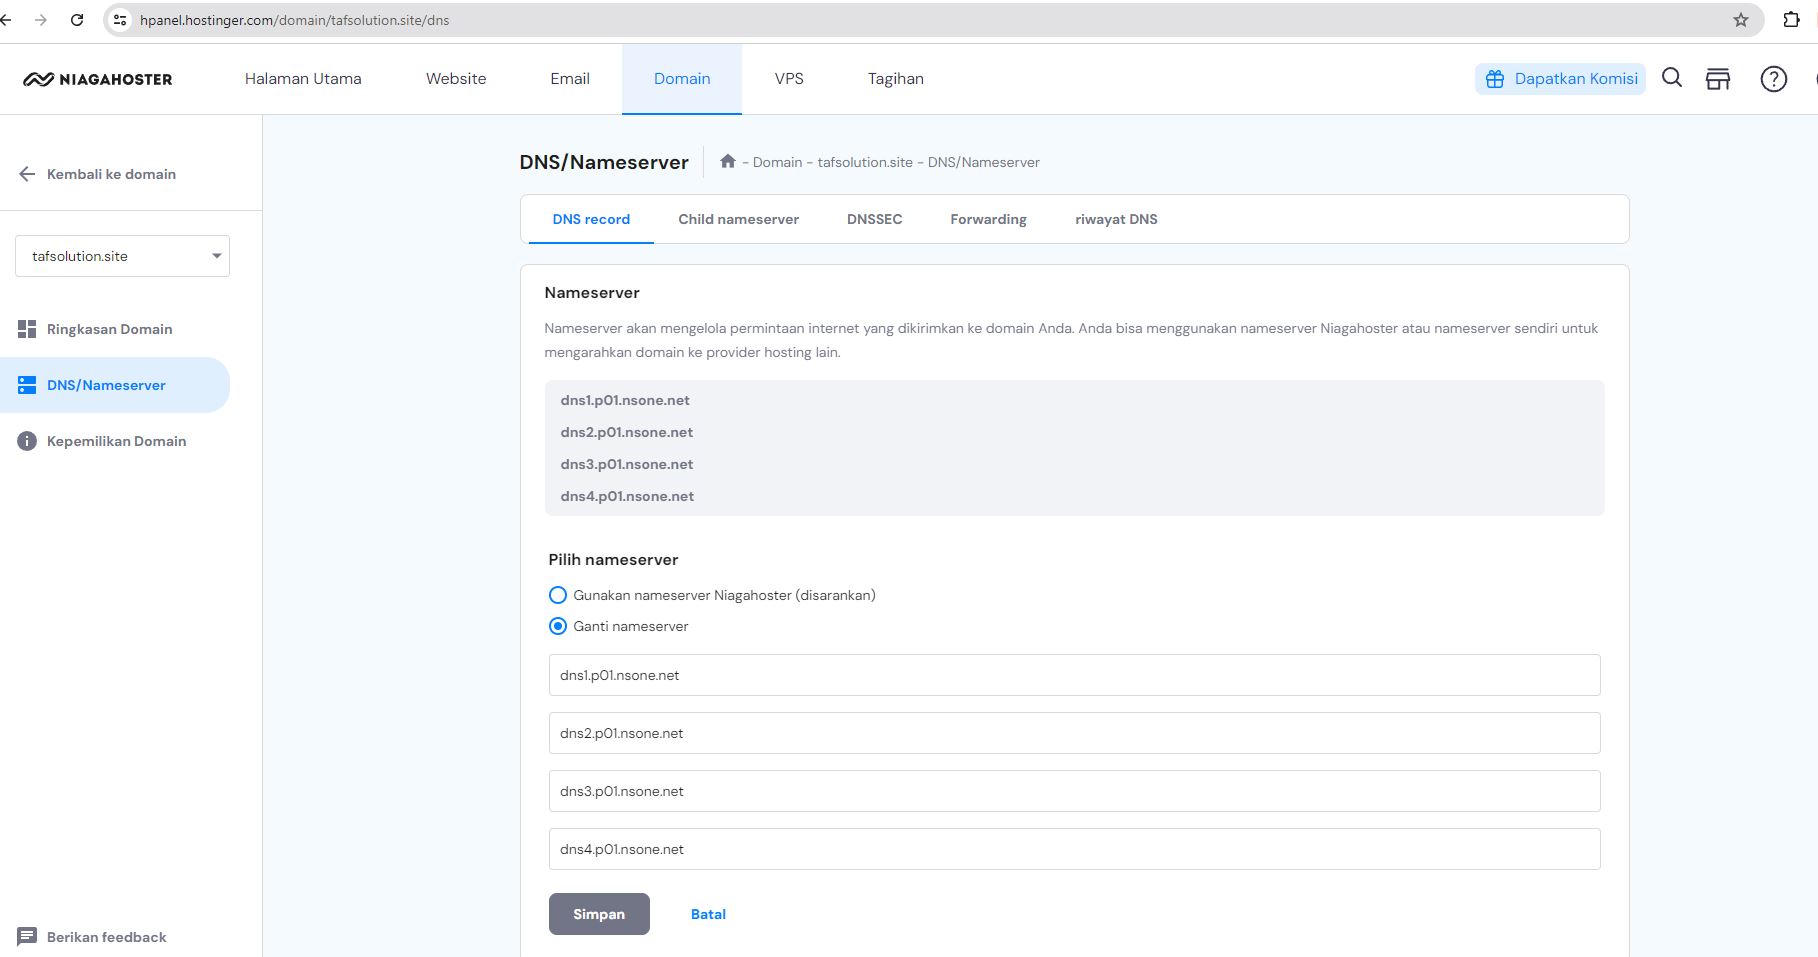 hpanel.hostinger.com/domain/tafsolution.site/dns
NIAGAHOSTER
Halaman Utama
Website
Email
Domain
VPS
Tagihan
Dapatkan Komisi
Kembali ke domain
tafsolution.site
Ringkasan Domain
DNS/Nameserver
Kepemilikan Domain
Berikan feedback
DNS/Nameserver
- Domain - tafsolution.site - DNS/Nameserver
DNS record
Child nameserver
DNSSEC
Forwarding
riwayat DNS
Nameserver
Nameserver akan mengelola permintaan internet yang dikirimkan ke domain Anda. Anda bisa menggunakan nameserver Niagahoster atau nameserver sendiri untuk
mengarahkan domain ke provider hosting lain.
dns1.p01.nsone.net
dns2.p01.nsone.net
dns3.p01.nsone.net
dns4.p01.nsone.net
Pilih nameserver
Gunakan nameserver Niagahoster (disarankan)
Ganti nameserver
dns1.p01.nsone.net
dns2.p01.nsone.net
dns3.p01.nsone.net
dns4.p01.nsone.net
Simpan
Batal